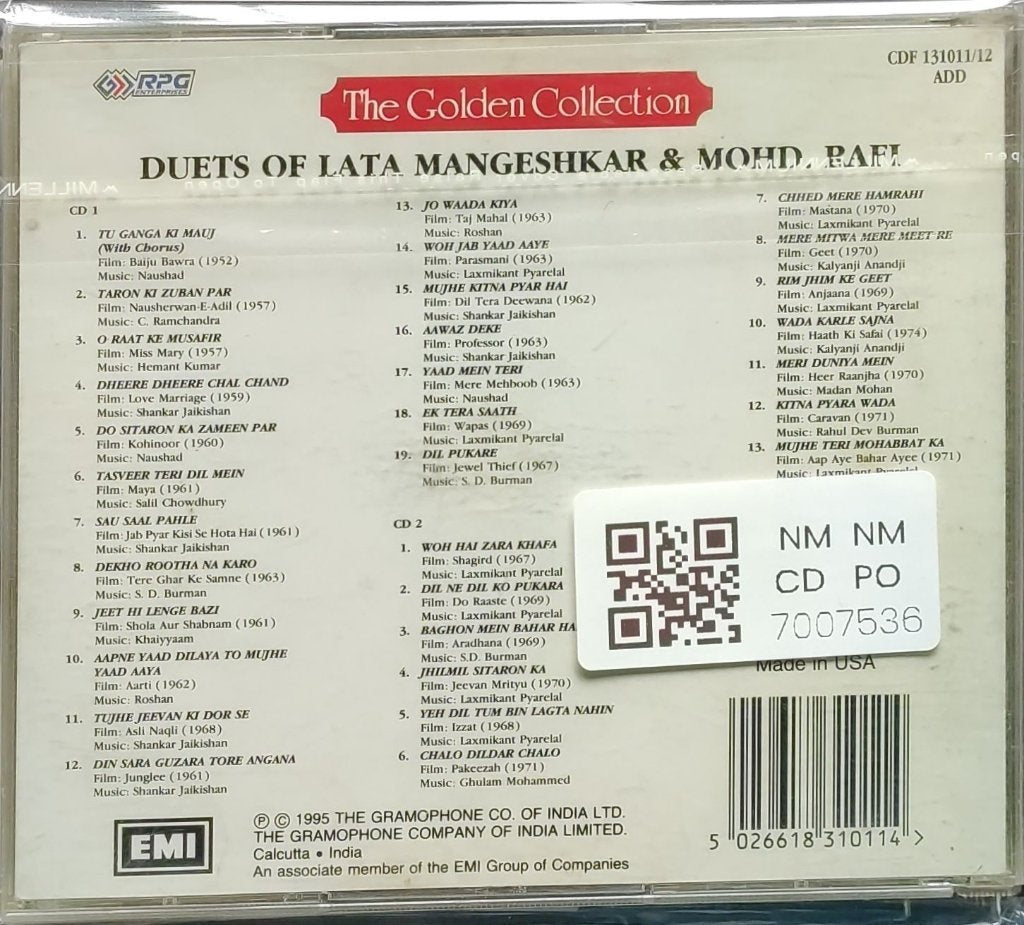 RPG
ENTERPRISES
CDF 131011/12
ADD
The Golden Collection
DUETS OF LATA MANGESHKAR & MOHD. RAFI
CD 1
1. TU GANGA KI MAUJ
(With Chorus)
Film: Baiju Bawra (1952)
Music: Naushad
2. TARON KI ZUBAN PAR
Film: Nausherwan-E-Adil (1957)
Music: C. Ramchandra
3. O RAAT KE MUSAFIR
Film: Miss Mary (1957)
Music: Hemant Kumar
4. DHEERE DHEERE CHAL CHAND
Film: Love Marriage (1959)
Music: Shankar Jaikishan
5. DO SITARON KA ZAMEEN PAR
Film: Kohinoor (1960)
Music: Naushad
6. TASVEER TERI DIL MEIN
Film: Maya (1961)
Music: Salil Chowdhury
7. SAU SAAL PAHLE
Film: Jab Pyar Kisi Se Hota Hai (1961)
Music: Shankar Jaikishan
8. DEKHO ROOTHA NA KARO
Film: Tere Ghar Ke Samne (1963)
Music: S. D. Burman
9. JEET HI LENGE BAZI
Film: Shola Aur Shabnam (1961)
Music: Khaiyyaam
10. AAPNE YAAD DILAYA TO MUJHE
YAAD AAYA
Film: Aarti (1962)
Music: Roshan
11. TUJHE JEEVAN KI DOR SE
Film: Asli Naqli (1968)
Music: Shankar Jaikishan
12. DIN SARA GUZARA TORE ANGANA
Film: Junglee (1961)
Music: Shankar Jaikishan
13. JO WAADA KIYA
Film: Taj Mahal (1963)
Music: Roshan
14. WOH JAB YAAD AAYE
Film: Parasmani (1963)
Music: Laxmikant Pyarelal
15. MUJHE KITNA PYAR HAI
Film: Dil Tera Deewana (1962)
Music: Shankar Jaikishan
16. AAWAZ DEKE
Film: Professor (1963)
Music: Shankar Jaikishan
17. YAAD MEIN TERI
Film: Mere Mehboob (1963)
Music: Naushad
18. EK TERA SAATH
Film: Wapas (1969)
Music: Laxmikant Pyarelal
19. DIL PUKARE
Film: Jewel Thief (1967)
Music: S. D. Burman
CD 2
1. WOH HAI ZARA KHAFA
Film: Shagird (1967)
Music: Laxmikant Pyarelal
2. DIL NE DIL KO PUKARA
Film: Do Raaste (1969)
Music: Laxmikant Pyarelal
3. BAGHON MEIN BAHAR HA
Film: Aradhana (1969)
Music: S.D. Burman
4. JHILMIL SITARON KA
Film: Jeevan Mrityu (1970)
Music: Laxmikant Pyarelal
5. YEH DIL TUM BIN LAGTA NAHIN
Film: Izzat (1968)
Music: Laxmikant Pyarelal
6. CHALO DILDAR CHALO
Film: Pakeezah (1971)
Music: Ghulam Mohammed
7. CHHED MERE HAMRAHI
Film: Mastana (1970)
Music: Laxmikant Pyarelal
8. MERE MITWA MERE MEET RE
Film: Geet (1970)
Music: Kalyanji Anandji
9. RIM JHIM KE GEET
Film: Anjaana (1969)
Music: Laxmikant Pyarelal
10. WADA KARLE SAJNA
Film: Haath Ki Safai (1974)
Music: Kalyanji Anandji
11. MERI DUNIYA MEIN
Film: Heer Raanjha (1970)
Music: Madan Mohan
12. KITNA PYARA WADA
Film: Caravan (1971)
Music: Rahul Dev Burman
13. MUJHE TERI MOHABBAT KA
Film: Aap Aye Bahar Ayee (1971)
Music: Laxmikant Pyarelal
NM NM
CD PO
7007536
Made in USA
5 026618 310114 >
EMI
Ⓟ © 1995 THE GRAMOPHONE CO. OF INDIA LTD.
THE GRAMOPHONE COMPANY OF INDIA LIMITED.
Calcutta • India
An associate member of the EMI Group of Companies